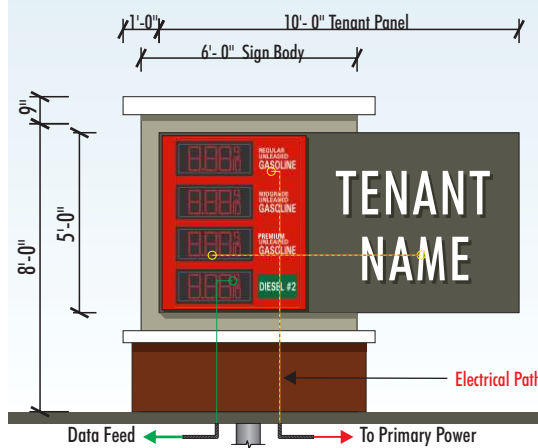 1'-0"
10'- 0" Tenant Panel
6'- 0" Sign Body
9"
8'-0"
5'-0"
REGULAR
UNLEADED
GASOLINE
MIDGRADE
UNLEADED
GASOLINE
PREMIUM
UNLEADED
GASOLINE
DIESEL #2
TENANT
NAME
Electrical Path
Data Feed
To Primary Power